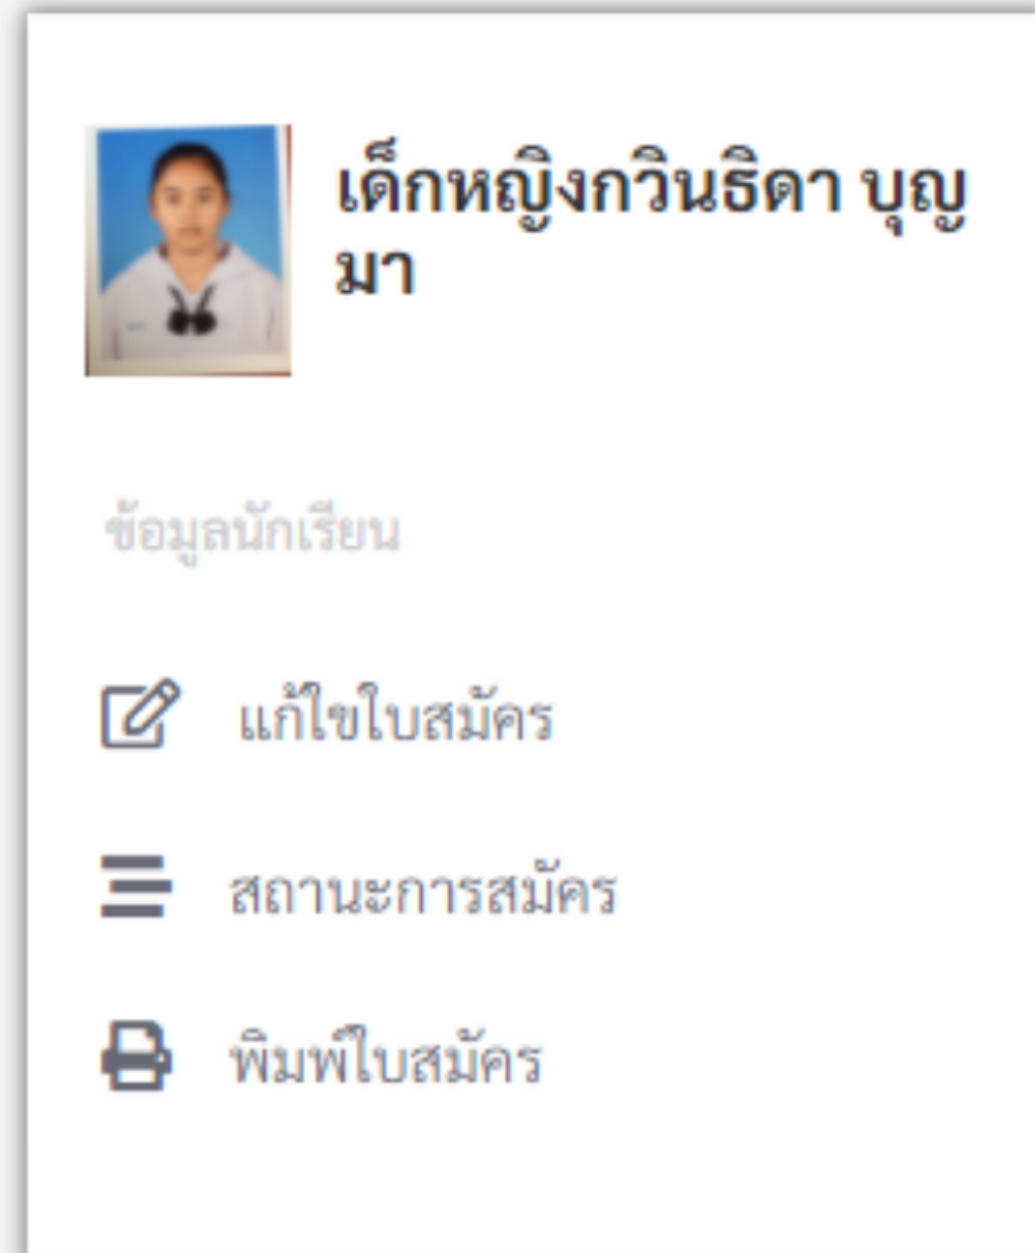 เด็กหญิงกวินธิดา บุญ
มา
ข้อมูลนักเรียน
แก้ไขใบสมัคร
สถานะการสมัคร
พิมพ์ใบสมัคร